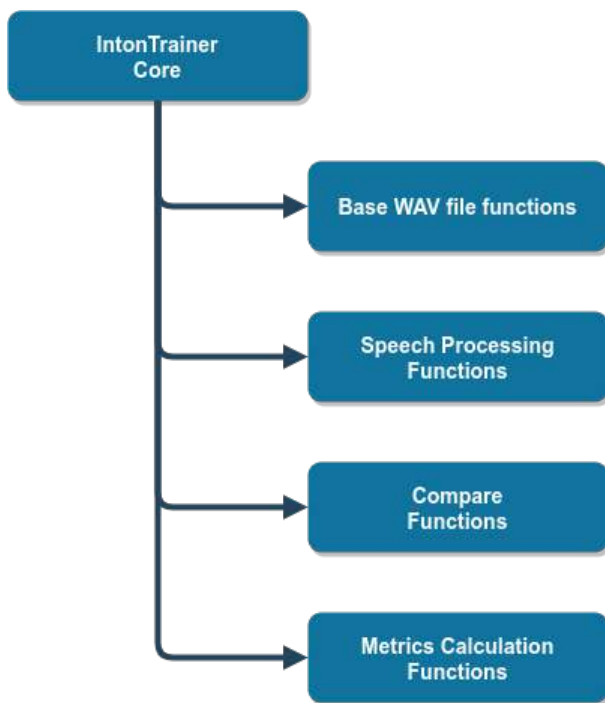 IntonTrainer
Core
Base WAV file functions
Speech Processing
Functions
Compare
Functions
Metrics Calculation
Functions